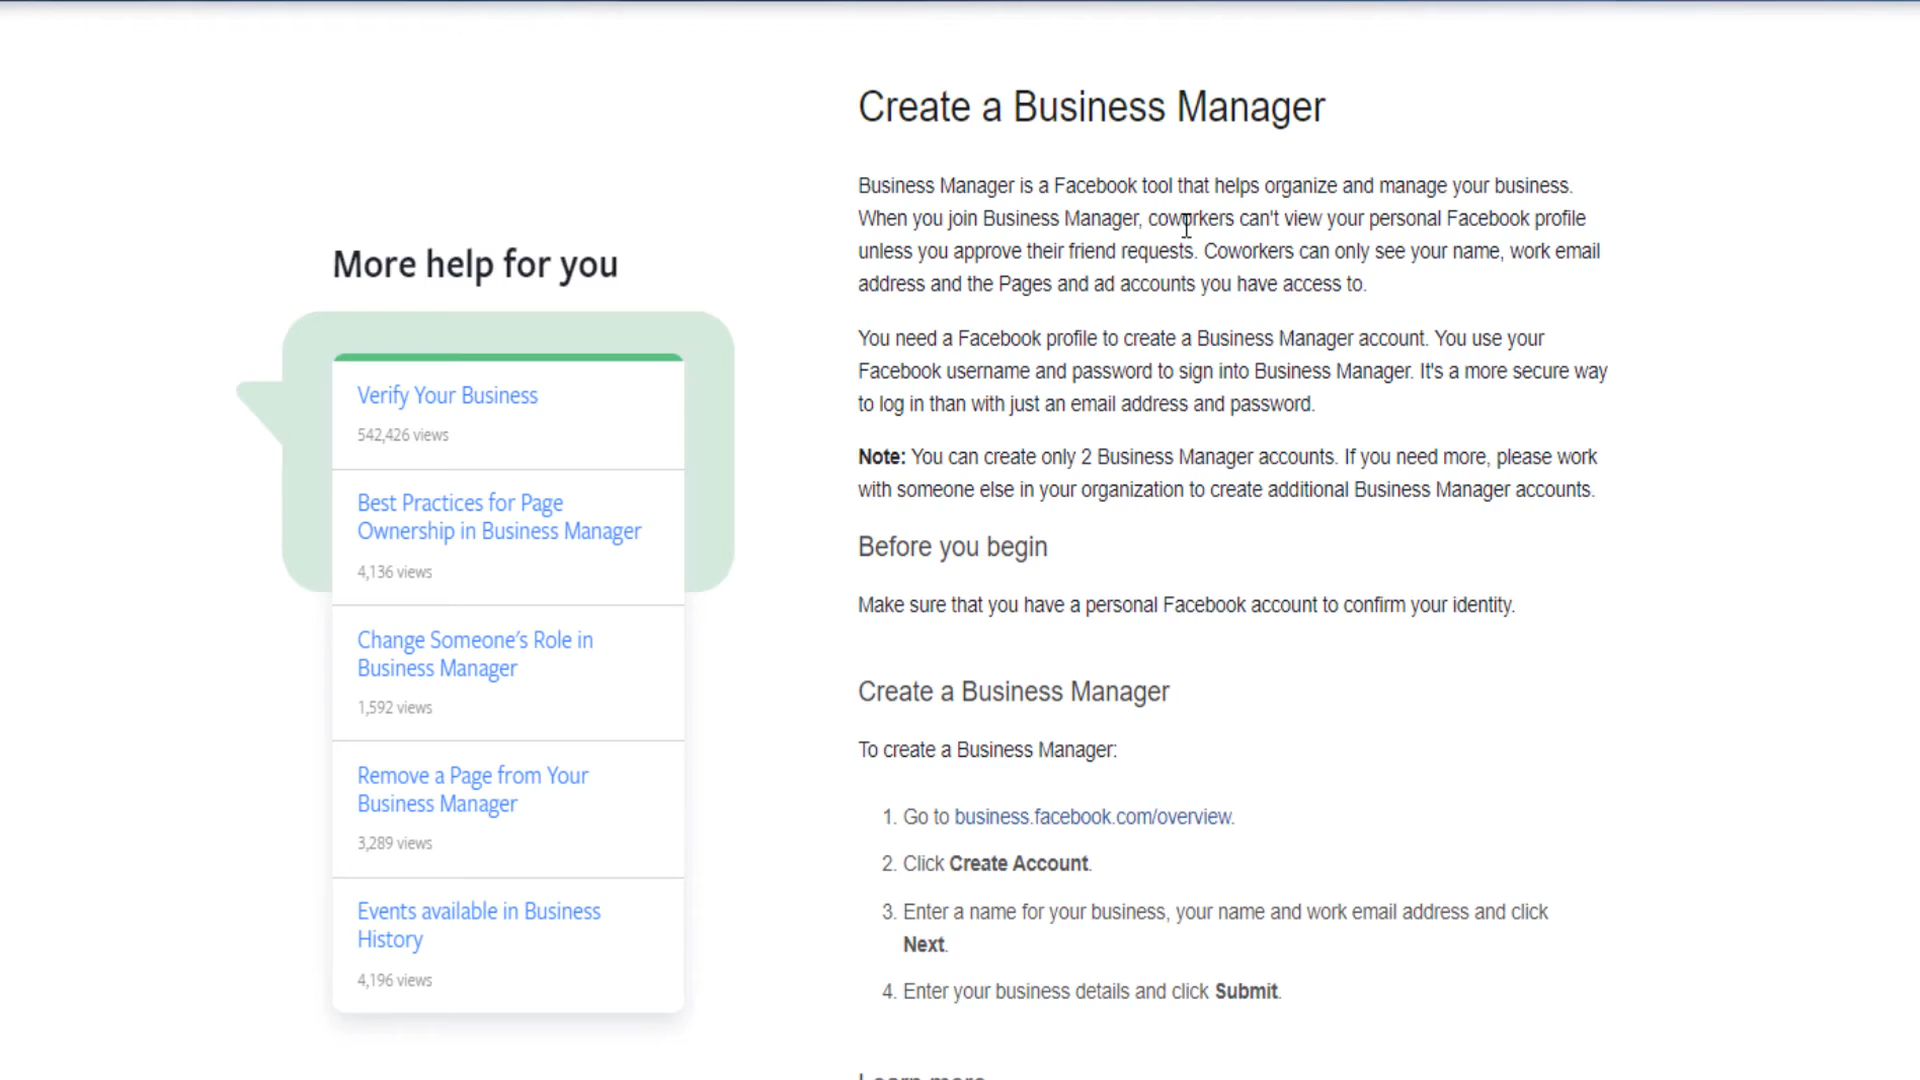 Create a Business Manager
Business Manager is a Facebook tool that helps organize and manage your business.
When you join Business Manager, coworkers can't view your personal Facebook profile
unless you approve their friend requests. Coworkers can only see your name, work email
address and the Pages and ad accounts you have access to.
You need a Facebook profile to create a Business Manager account. You use your
Facebook username and password to sign into Business Manager. It's a more secure way
to log in than with just an email address and password.
Note: You can create only 2 Business Manager accounts. If you need more, please work
with someone else in your organization to create additional Business Manager accounts.
Before you begin
Make sure that you have a personal Facebook account to confirm your identity.
Create a Business Manager
To create a Business Manager:
1. Go to business.facebook.com/overview.
2. Click Create Account.
3. Enter a name for your business, your name and work email address and click
Next.
4. Enter your business details and click Submit.
Learn more
More help for you
Verify Your Business
542,426 views
Best Practices for Page
Ownership in Business Manager
4,136 views
Change Someone's Role in
Business Manager
1,592 views
Remove a Page from Your
Business Manager
3,289 views
Events available in Business
History
4,196 views